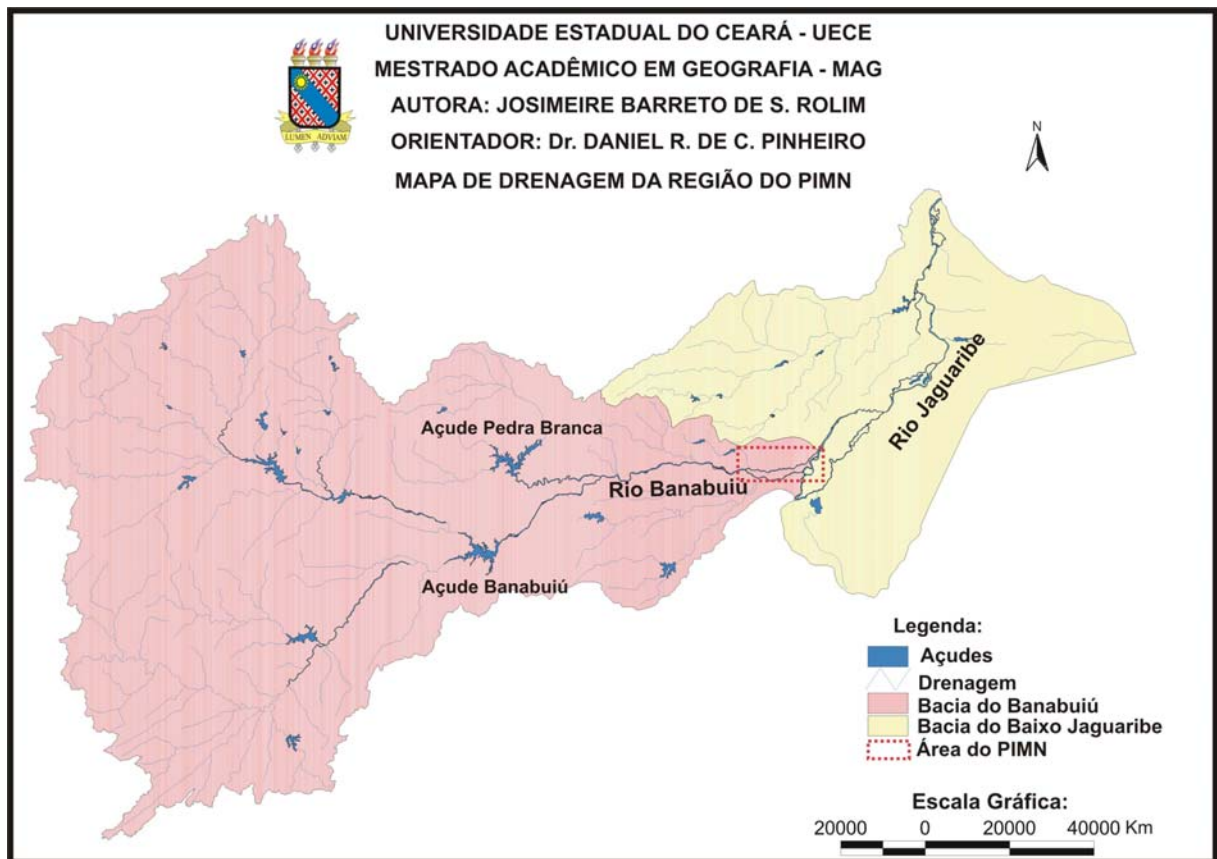 UNIVERSIDADE ESTADUAL DO CEARÁ - UECE
MESTRADO ACADÊMICO EM GEOGRAFIA - MAG
AUTORA: JOSIMEIRE BARRETO DE S. ROLIM
ORIENTADOR: Dr. DANIEL R. DE C. PINHEIRO
MAPA DE DRENAGEM DA REGIÃO DO PIMN
LUMEN ADVIAM
N
Rio Jaguaribe
Açude Pedra Branca
Rio Banabuiú
Açude Banabuiú
Legenda:
Açudes
Drenagem
Bacia do Banabuiú
Bacia do Baixo Jaguaribe
Área do PIMN
Escala Gráfica:
20000 0 20000 40000 Km